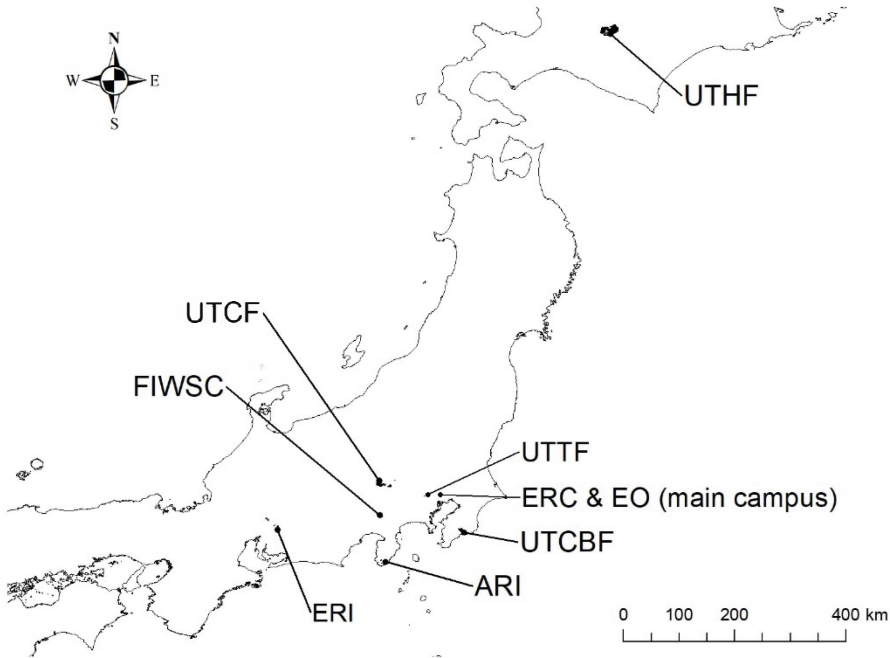 N
W E
S
UTHF
UTCF
FIWSC
UTTF
ERC & EO (main campus)
UTCBF
ARI
ERI
0 100 200 400 km